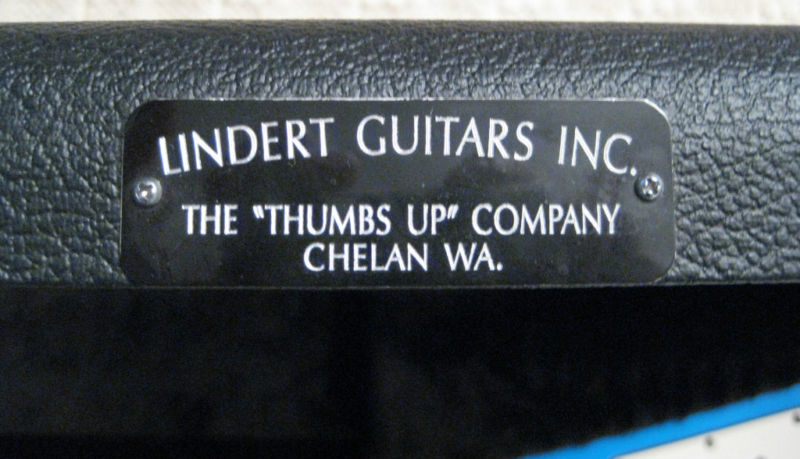 LINDERT GUITARS INC.
THE "THUMBS UP" COMPANY
CHELAN WA.